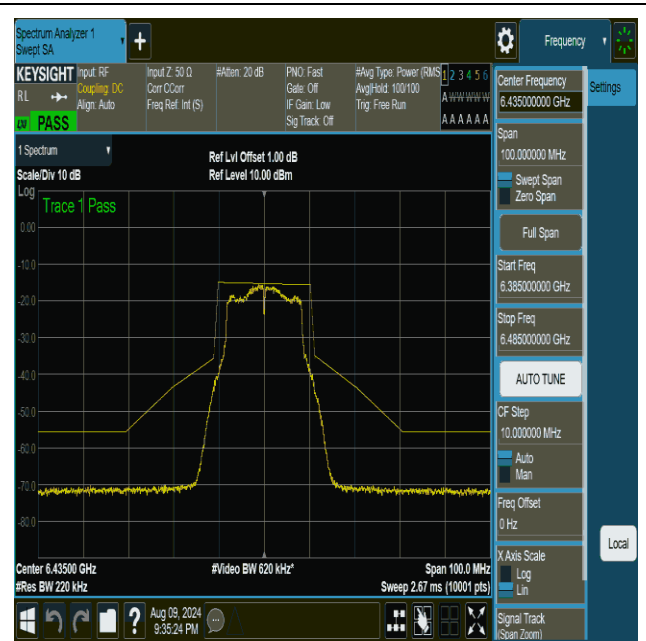 Spectrum Analyzer 1
Swept SA
+
Frequency
KEYSIGHT
RL
PASS
Input: RF
Coupling: DC
Align: Auto
Input Z: 50 Ω
Corr CCorr
Freq Ref: Int (S)
#Atten: 20 dB
PNO: Fast
Gate: Off
IF Gain: Low
Sig Track: Off
#Avg Type: Power (RMS
Avg|Hold: 100/100
Trig: Free Run
1 2 3 4 5 6
A W W W W W
A A A A A A
1 Spectrum
Scale/Div 10 dB
Ref Lvl Offset 1.00 dB
Ref Level 10.00 dBm
Log
Trace 1 Pass
0.00
-10.0
-20.0
-30.0
-40.0
-50.0
-60.0
-70.0
-80.0
Center 6.43500 GHz
#Res BW 220 kHz
#Video BW 620 kHz*
Span 100.0 MHz
Sweep 2.67 ms (10001 pts)
Aug 09, 2024
9:35:24 PM
?
Center Frequency
6.435000000 GHz
Settings
Span
100.000000 MHz
Swept Span
Zero Span
Full Span
Start Freq
6.385000000 GHz
Stop Freq
6.485000000 GHz
AUTO TUNE
CF Step
10.000000 MHz
Auto
Man
Freq Offset
0 Hz
X Axis Scale
Log
Lin
Local
Signal Track
(Span Zoom)